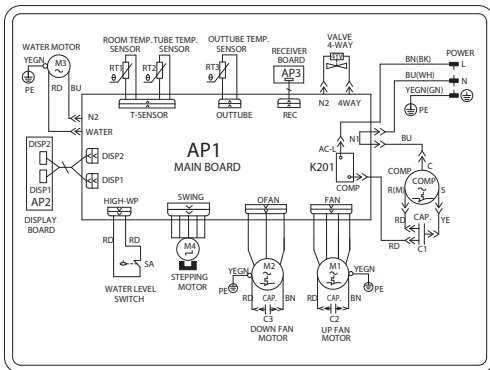 ROOM TEMP. SENSOR
TUBE TEMP. SENSOR
OUTTUBE TEMP. SENSOR
RECEIVER BOARD
VALVE 4-WAY
POWER
WATER MOTOR
YEGN
M3
PE
RD
BU
RT1
RT2
RT3
AP3
4YV
BN(BK)
L
BU(WH)
N
YEGN(GN)
PE
N2
WATER
T-SENSOR
OUTTUBE
REC
N2
4WAY
AP1
MAIN BOARD
AC-L
K201
COMP
N1
BU
DISP2
DISP1
AP2
DISPLAY BOARD
DISP2
DISP1
HIGH-WP
SWING
OFAN
FAN
COMP
C
COMP
R(M)
S
RD
CAP.
YE
C1
RD
RD
RD
SA
WATER LEVEL SWITCH
M4
STEPPING MOTOR
YEGN
PE
M2
RD
CAP.
BN
C3
DOWN FAN MOTOR
M1
YEGN
PE
RD
CAP.
BN
C2
UP FAN MOTOR